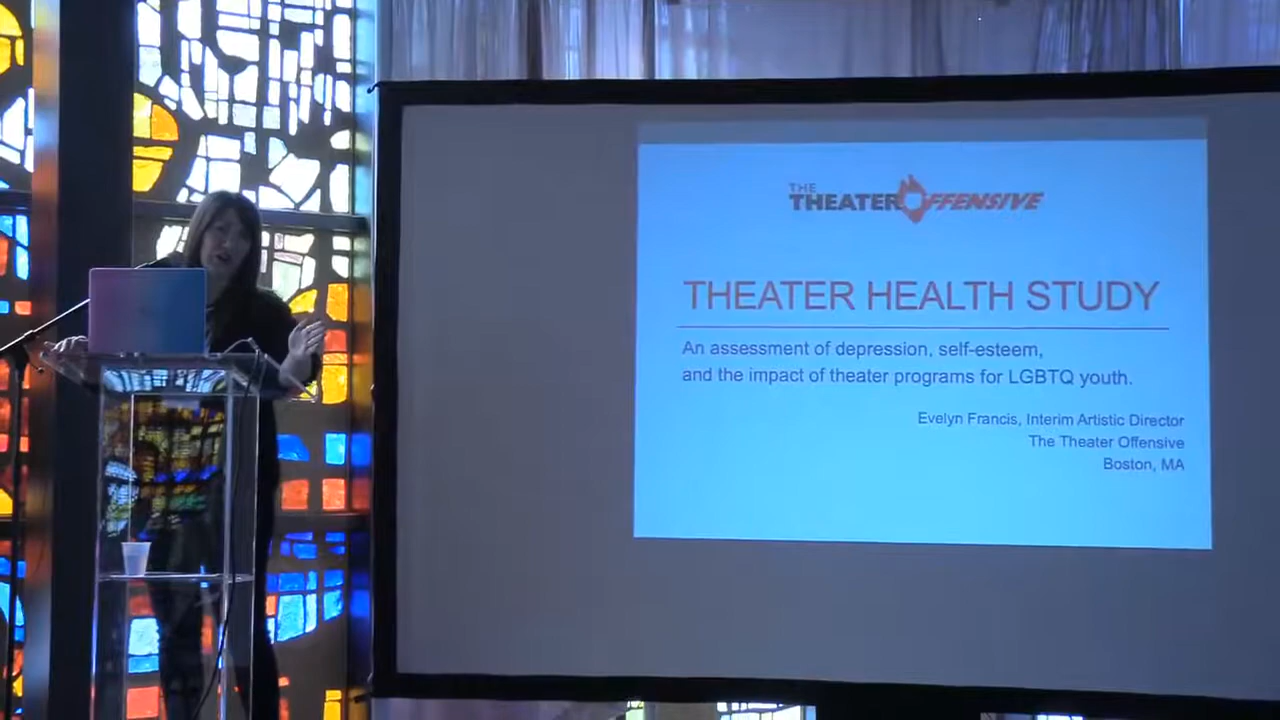 THE
THEATER OFFENSIVE
THEATER HEALTH STUDY
An assessment of depression, self-esteem,
and the impact of theater programs for LGBTQ youth.
Evelyn Francis, Interim Artistic Director
The Theater Offensive
Boston, MA